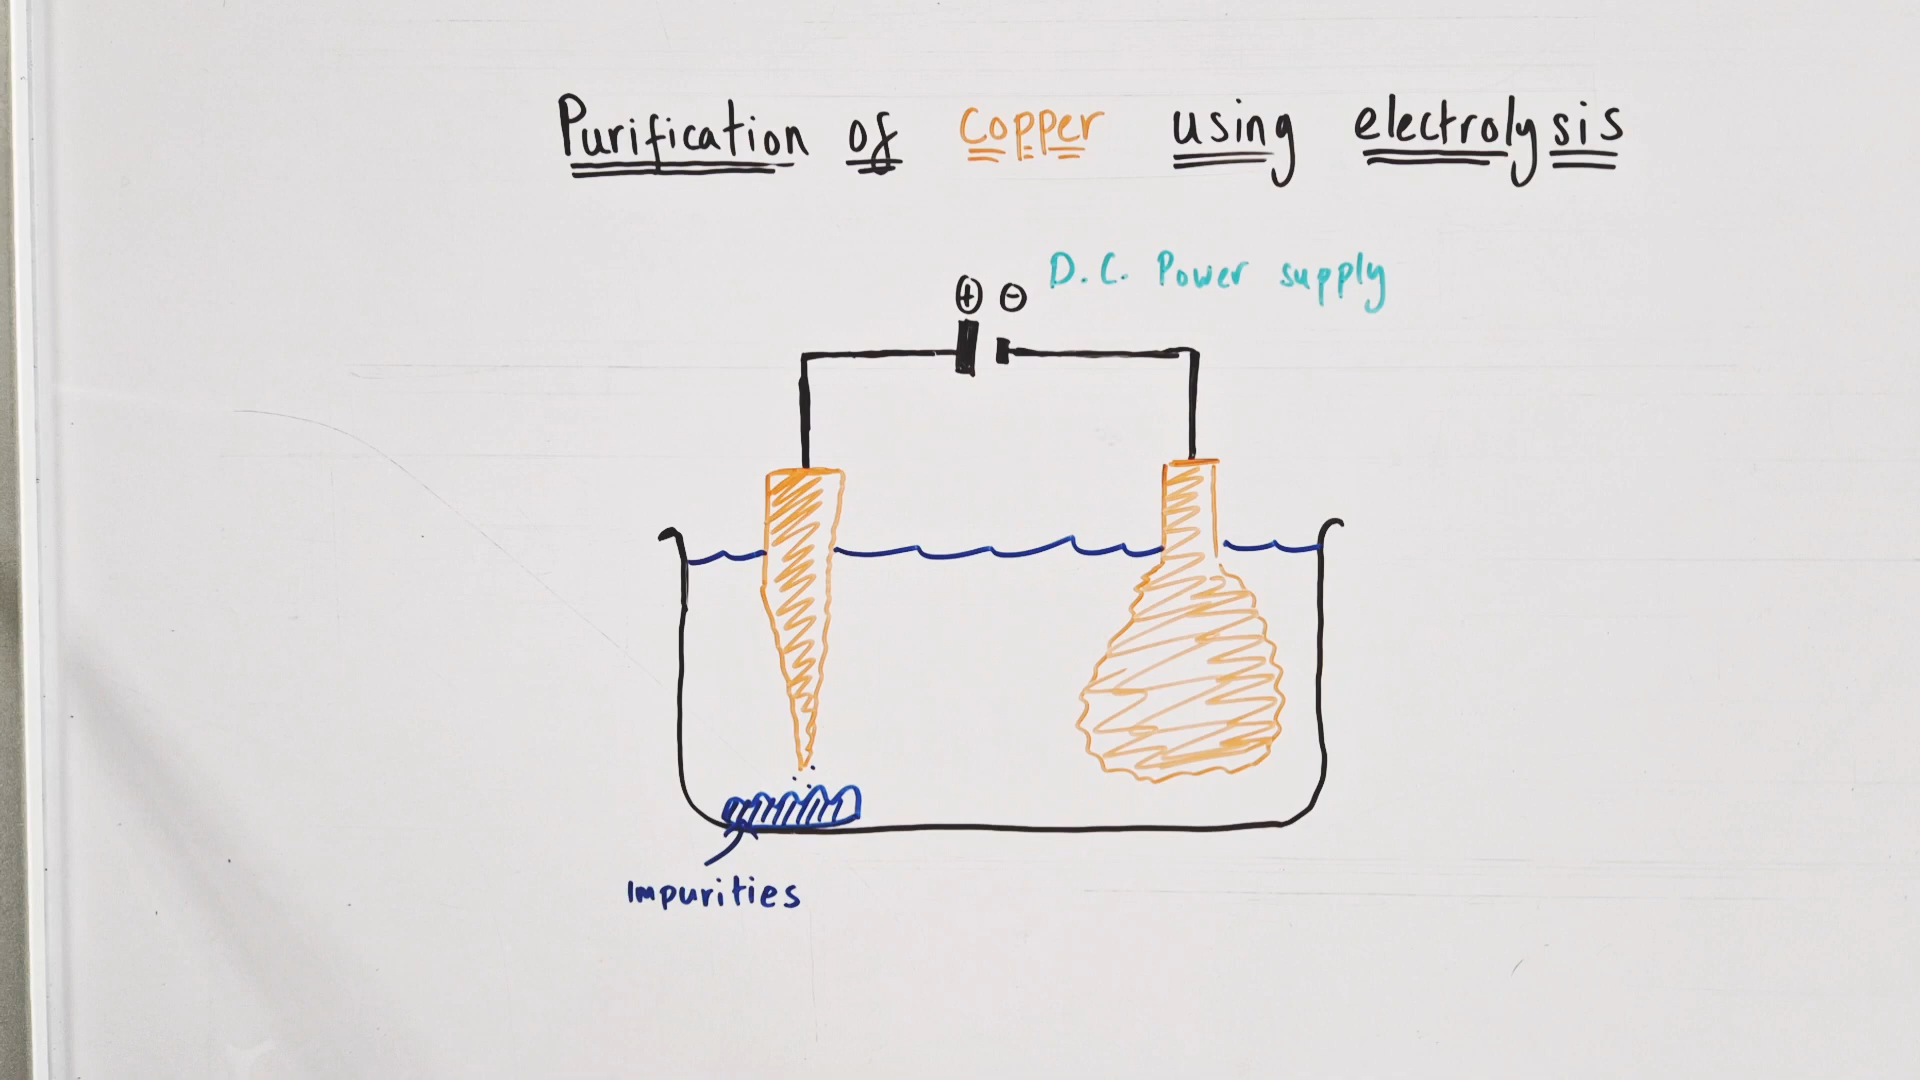 Purification of copper using electrolysis
D.C. Power supply
⊕ ⊖
Impurities